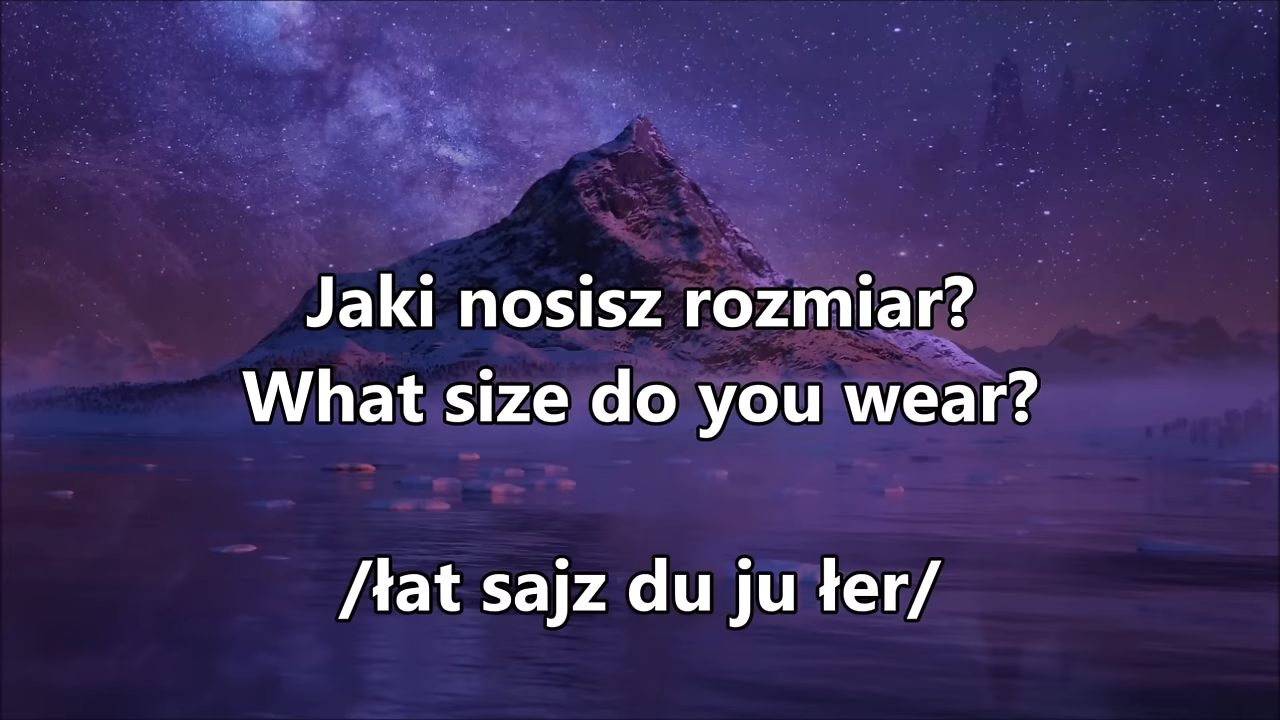 Jaki nosisz rozmiar?
What size do you wear?
/łat sajz du ju łer/